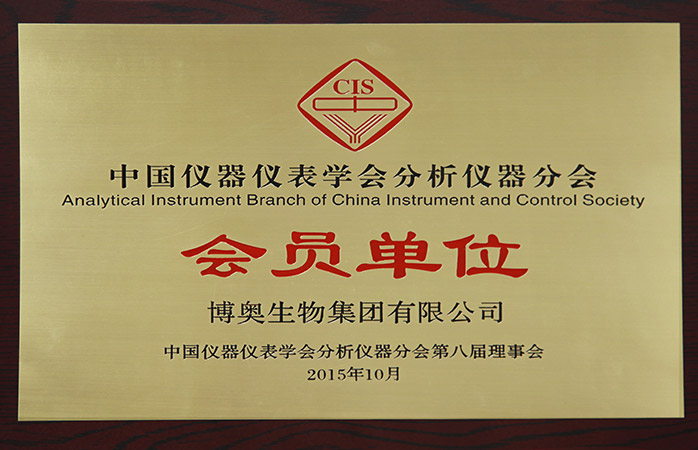 CIS
中国仪器仪表学会分析仪器分会
Analytical Instrument Branch of China Instrument and Control Society
会员单位
博奥生物集团有限公司
中国仪器仪表学会分析仪器分会第八届理事会
2015年10月